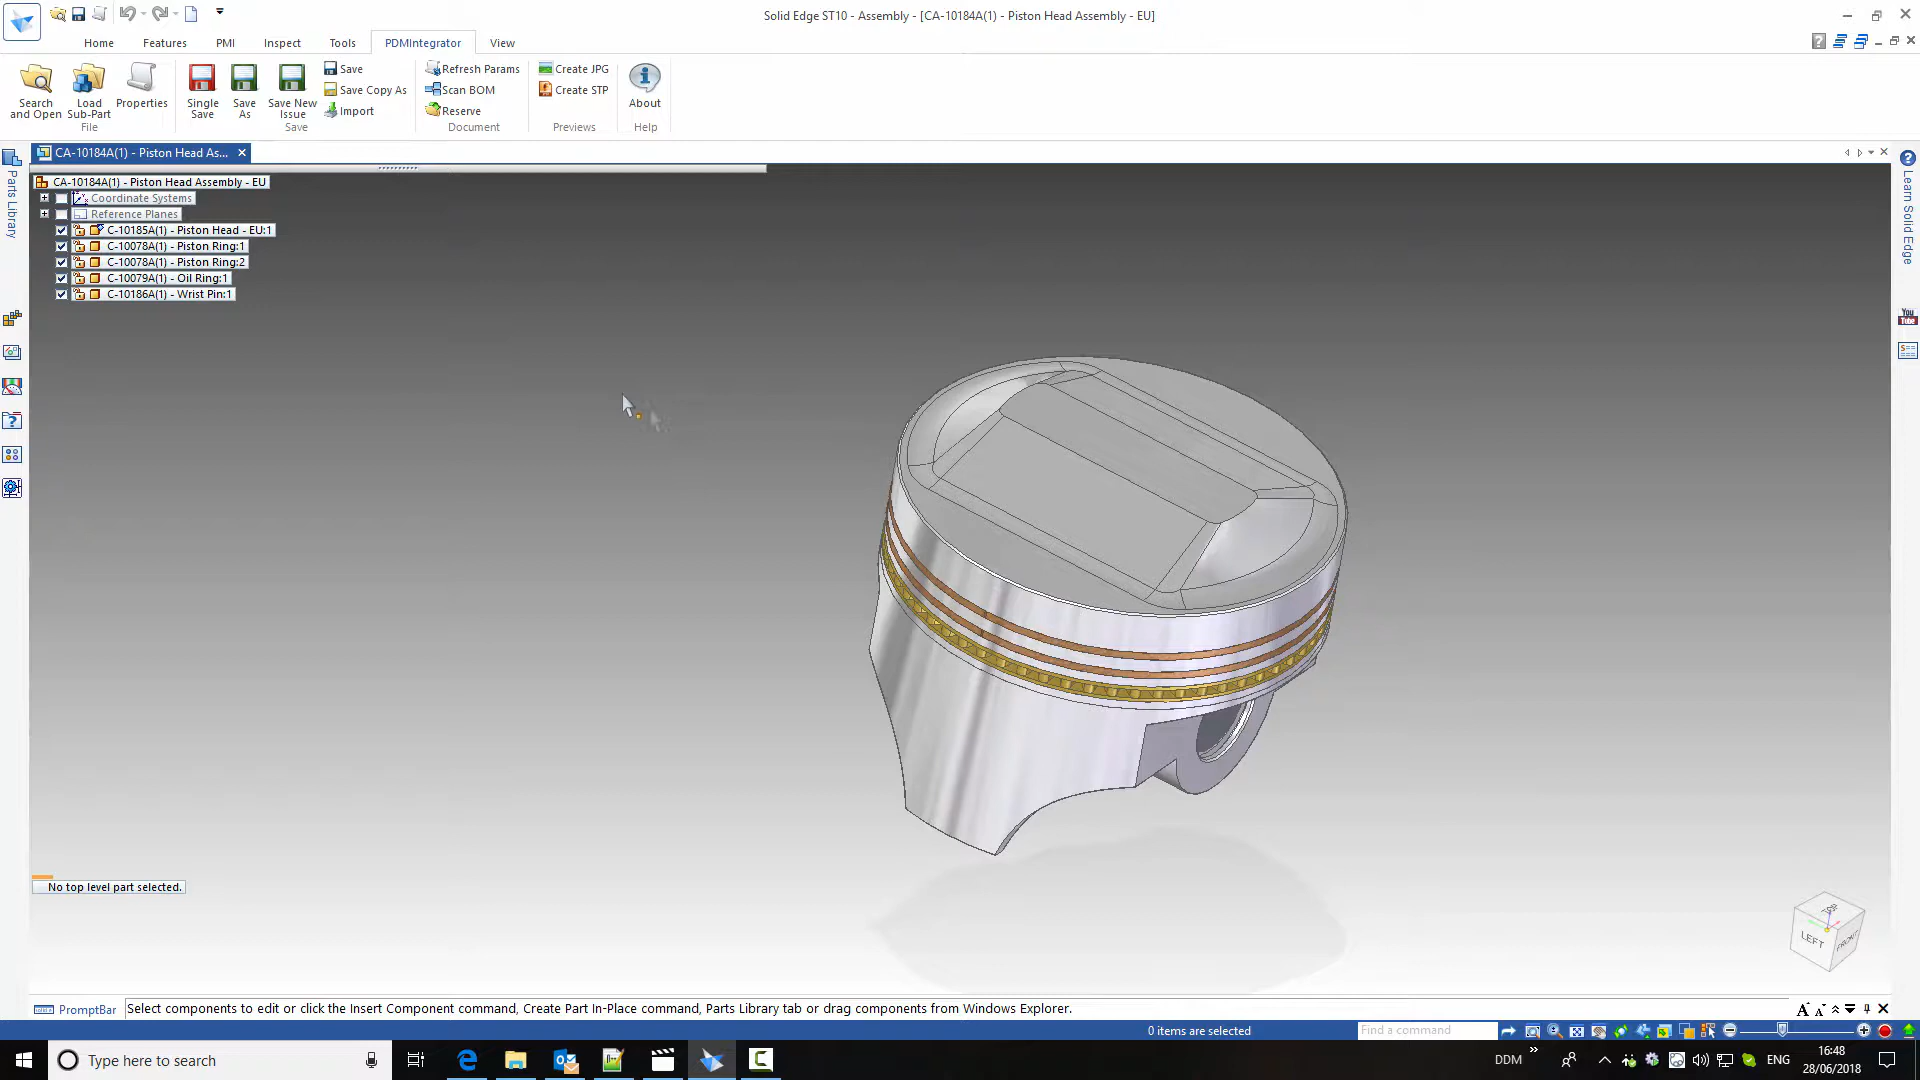 Solid Edge ST10 - Assembly - [CA-10184A(1) - Piston Head Assembly - EU]
Home
Features
PMI
Inspect
Tools
PDMIntegrator
View
Search and Open
Load Sub-Part
Properties
File
Single Save
Save As
Save New Issue
Save
Save Copy As
Import
Save
Refresh Params
Scan BOM
Reserve
Document
Create JPG
Create STP
Previews
About
Help
CA-10184A(1) - Piston Head As...
Parts Library
CA-10184A(1) - Piston Head Assembly - EU
Coordinate Systems
Reference Planes
C-10185A(1) - Piston Head - EU:1
C-10078A(1) - Piston Ring:1
C-10078A(1) - Piston Ring:2
C-10079A(1) - Oil Ring:1
C-10186A(1) - Wrist Pin:1
Learn Solid Edge
You Tube
No top level part selected.
TOP
LEFT
FRONT
PromptBar
Select components to edit or click the Insert Component command, Create Part In-Place command, Parts Library tab or drag components from Windows Explorer.
0 items are selected
Find a command
Type here to search
DDM
ENG
16:48
28/06/2018